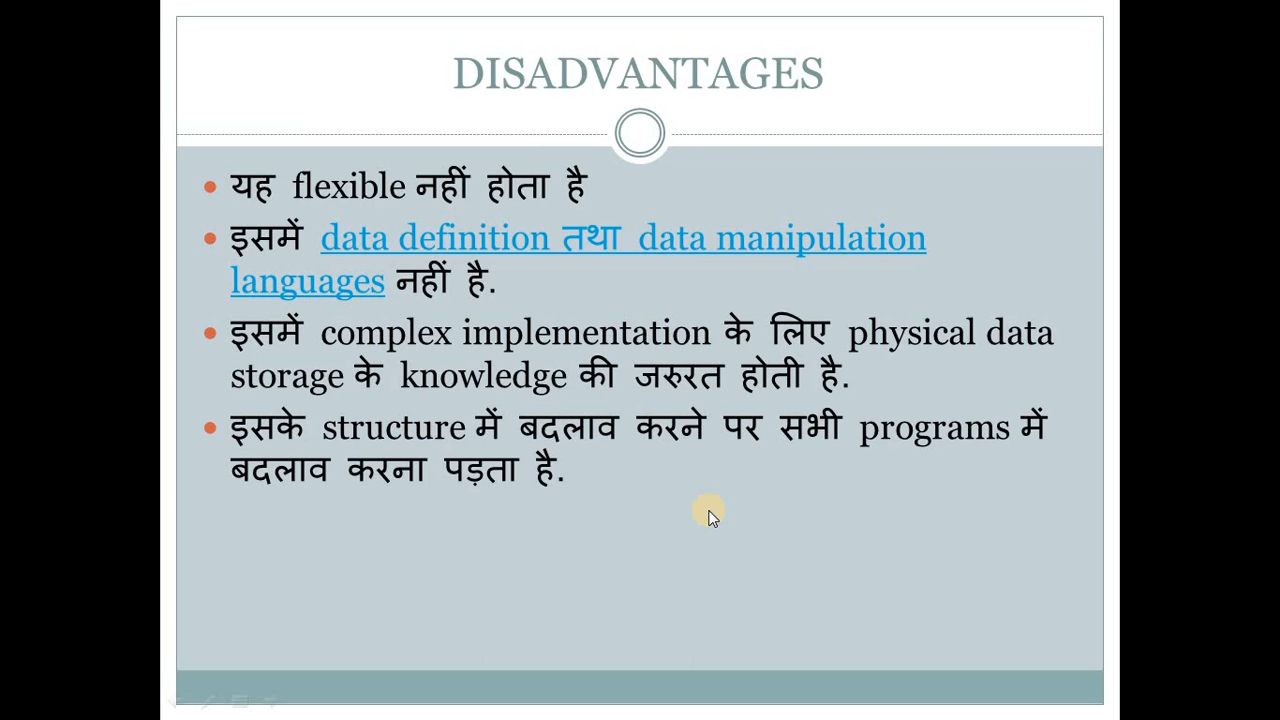 DISADVANTAGES
यह flexible नहीं होता है
इसमें data definition तथा data manipulation
languages नहीं है.
इसमें complex implementation के लिए physical data
storage के knowledge की जरुरत होती है.
इसके structure में बदलाव करने पर सभी programs में
बदलाव करना पड़ता है.